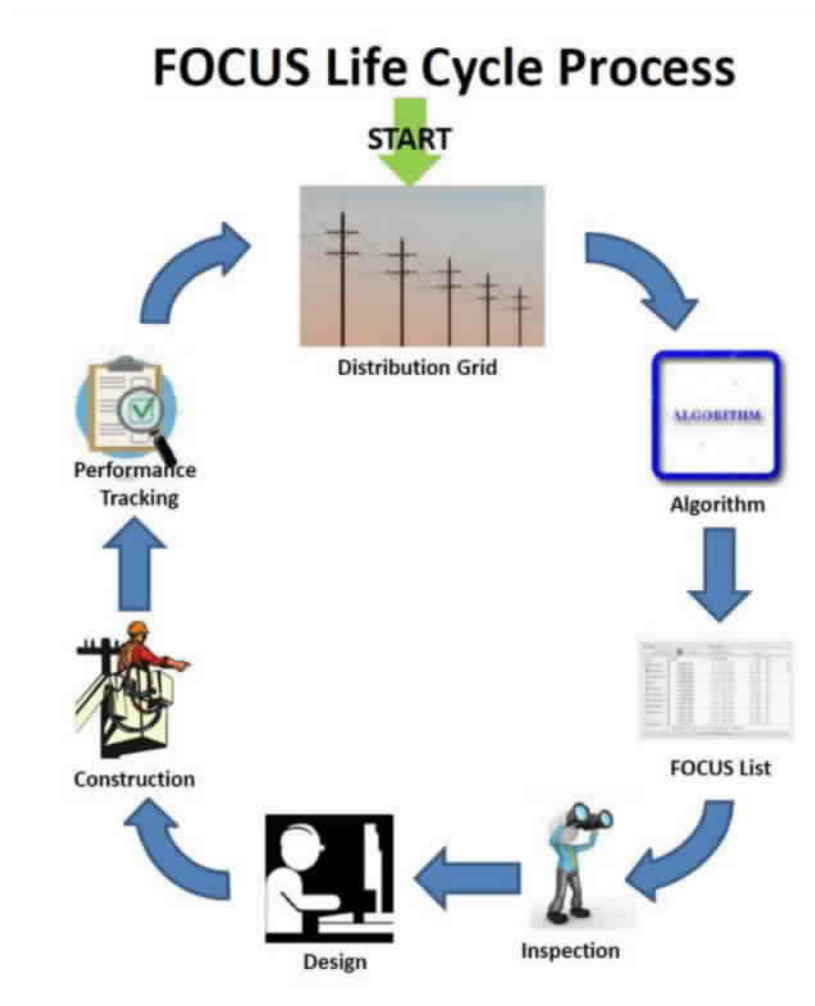 FOCUS Life Cycle Process
START
Distribution Grid
ALGORITHM
Algorithm
FOCUS List
Inspection
Design
Construction
Performance
Tracking